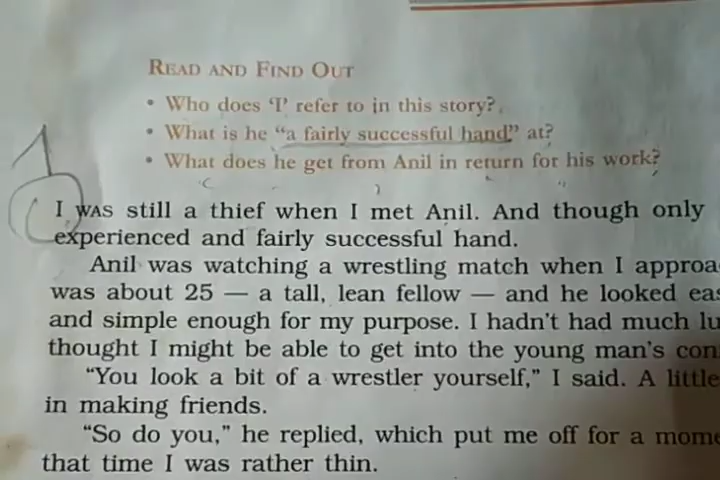 READ AND FIND OUT
• Who does 'I' refer to in this story?
• What is he "a fairly successful hand" at?
• What does he get from Anil in return for his work?
I WAS still a thief when I met Anil. And though only
experienced and fairly successful hand.
Anil was watching a wrestling match when I
was about 25 — a tall, lean fellow — and he looked
and simple enough for my purpose. I hadn't had much
thought I might be able to get into the young man's
"You look a bit of a wrestler yourself," I said. A little
in making friends.
"So do you," he replied, which put me off for a
that time I was rather thin.